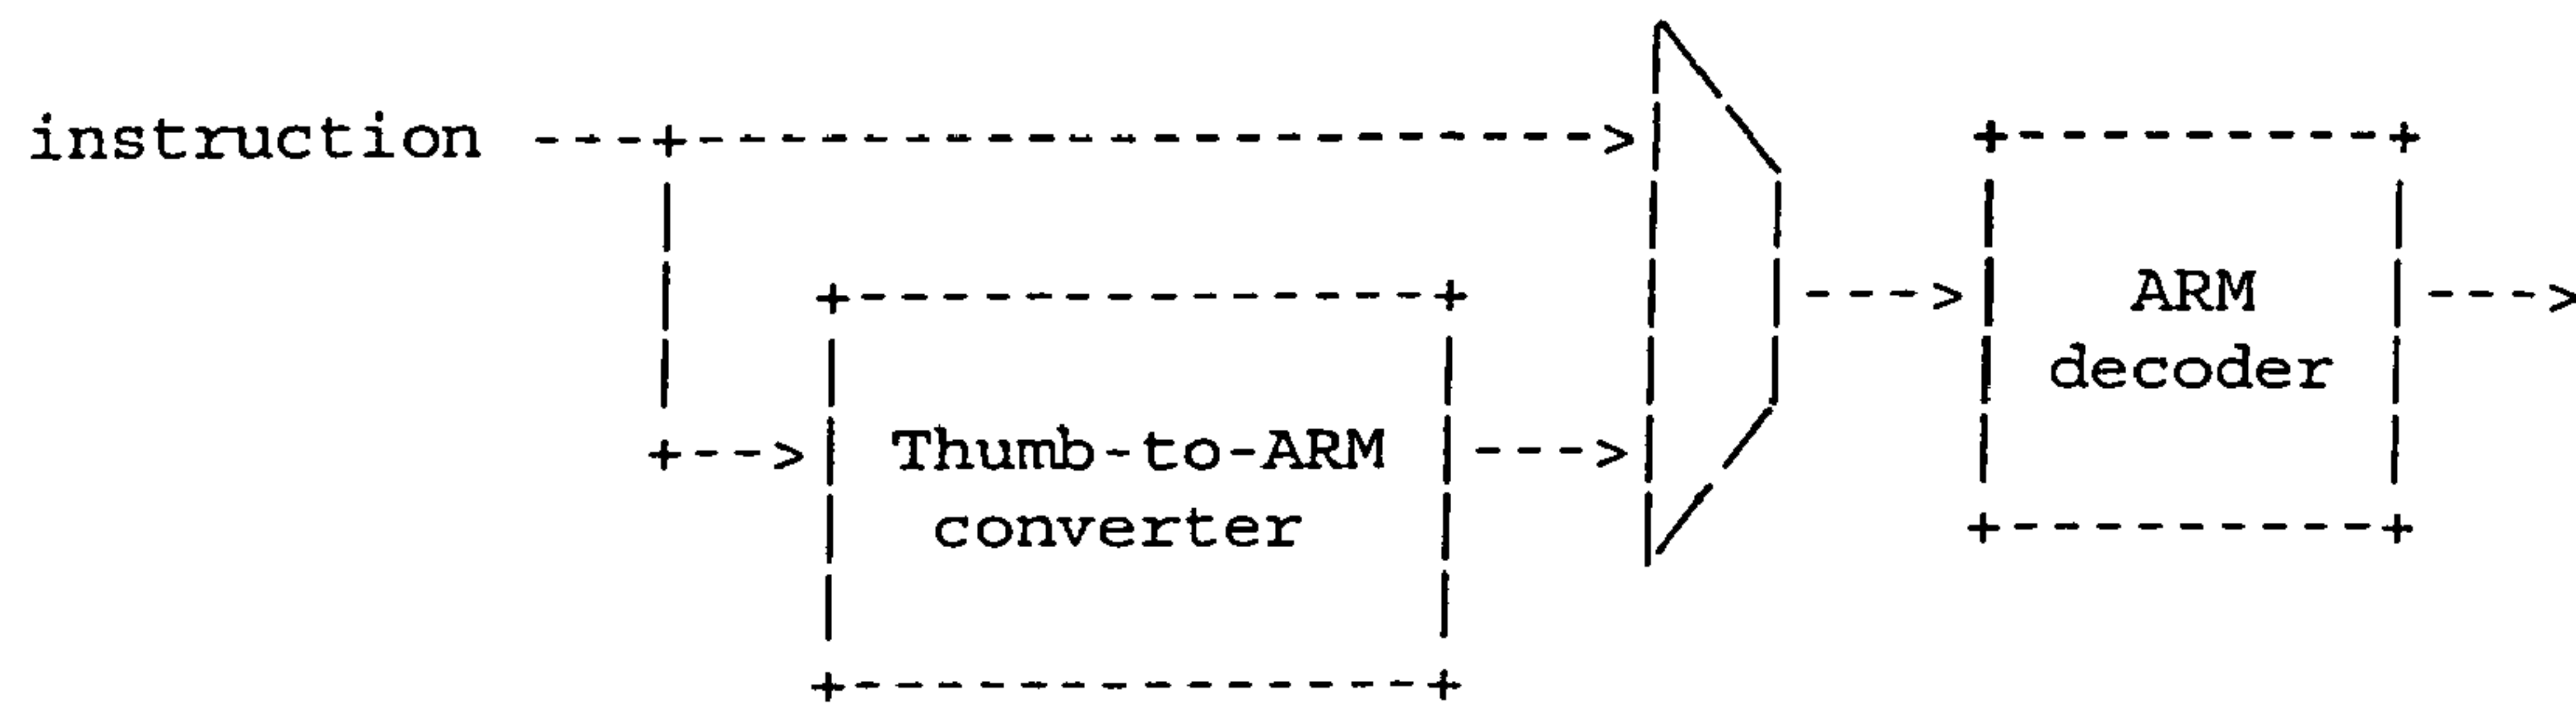 instruction
ARM
decoder
Thumb-to-ARM
converter